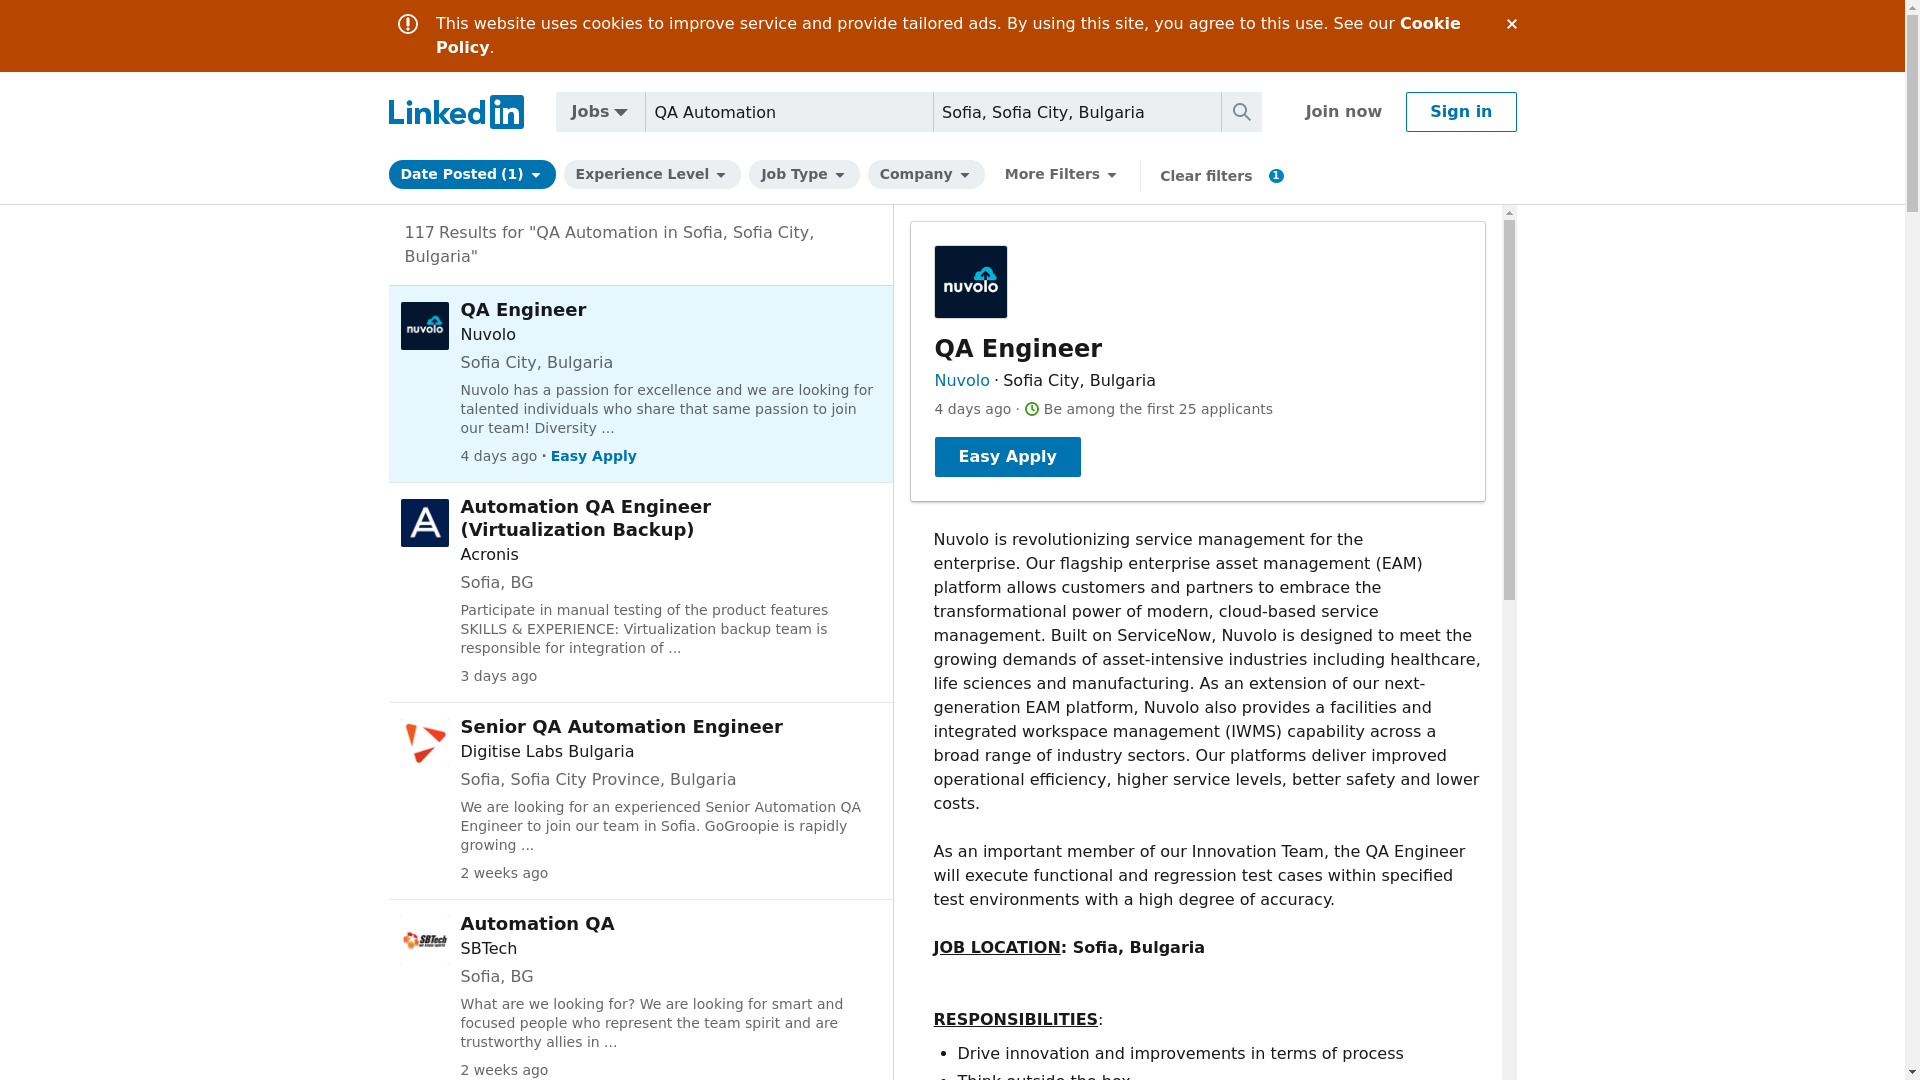 This website uses cookies to improve service and provide tailored ads. By using this site, you agree to this use. See our Cookie
Policy.
×
Linked in
Jobs
QA Automation
Sofia, Sofia City, Bulgaria
Join now
Sign in
Date Posted (1)
Experience Level
Job Type
Company
More Filters
Clear filters 1
117 Results for "QA Automation in Sofia, Sofia City,
Bulgaria"
nuvolo
QA Engineer
Nuvolo
Sofia City, Bulgaria
Nuvolo has a passion for excellence and we are looking for
talented individuals who share that same passion to join
our team! Diversity ...
4 days ago · Easy Apply
Automation QA Engineer
(Virtualization Backup)
Acronis
Sofia, BG
Participate in manual testing of the product features
SKILLS & EXPERIENCE: Virtualization backup team is
responsible for integration of ...
3 days ago
Senior QA Automation Engineer
Digitise Labs Bulgaria
Sofia, Sofia City Province, Bulgaria
We are looking for an experienced Senior Automation QA
Engineer to join our team in Sofia. GoGroopie is rapidly
growing ...
2 weeks ago
SBTech
Automation QA
SBTech
Sofia, BG
What are we looking for? We are looking for smart and
focused people who represent the team spirit and are
trustworthy allies in ...
2 weeks ago
nuvolo
QA Engineer
Nuvolo · Sofia City, Bulgaria
4 days ago · Be among the first 25 applicants
Easy Apply
Nuvolo is revolutionizing service management for the
enterprise. Our flagship enterprise asset management (EAM)
platform allows customers and partners to embrace the
transformational power of modern, cloud-based service
management. Built on ServiceNow, Nuvolo is designed to meet the
growing demands of asset-intensive industries including healthcare,
life sciences and manufacturing. As an extension of our next-
generation EAM platform, Nuvolo also provides a facilities and
integrated workspace management (IWMS) capability across a
broad range of industry sectors. Our platforms deliver improved
operational efficiency, higher service levels, better safety and lower
costs.
As an important member of our Innovation Team, the QA Engineer
will execute functional and regression test cases within specified
test environments with a high degree of accuracy.
JOB LOCATION: Sofia, Bulgaria
RESPONSIBILITIES:
• Drive innovation and improvements in terms of process
• Think outside the box